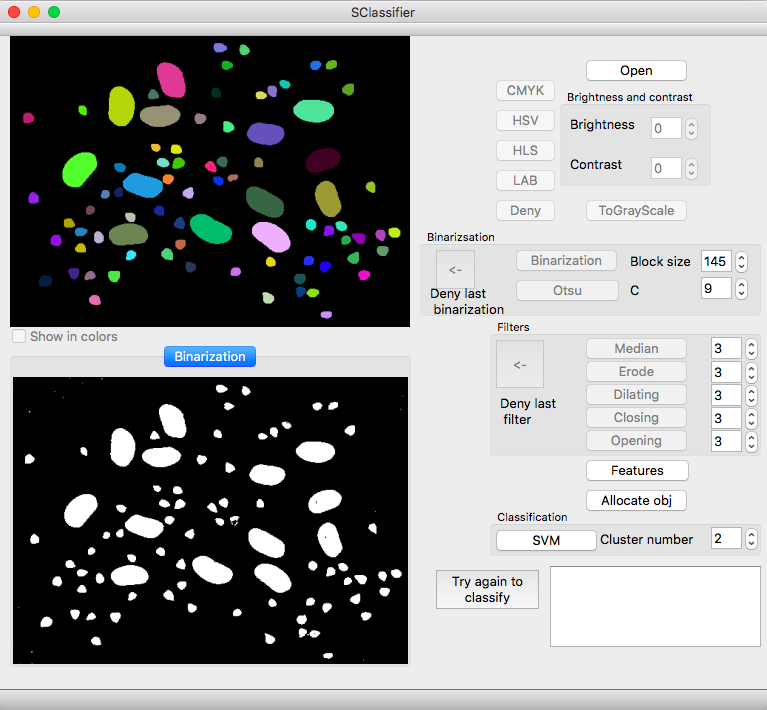 SClassifier
Open
CMYK
Brightness and contrast
HSV
Brightness
0
HLS
Contrast
0
LAB
Deny
ToGrayScale
Binarizsation
<-
Binarization
Block size
145
Deny last
binarization
Otsu
C
9
Show in colors
Binarization
Filters
<-
Deny last
filter
Median
3
Erode
3
Dilating
3
Closing
3
Opening
3
Features
Allocate obj
Classification
SVM
Cluster number
2
Try again to
classify